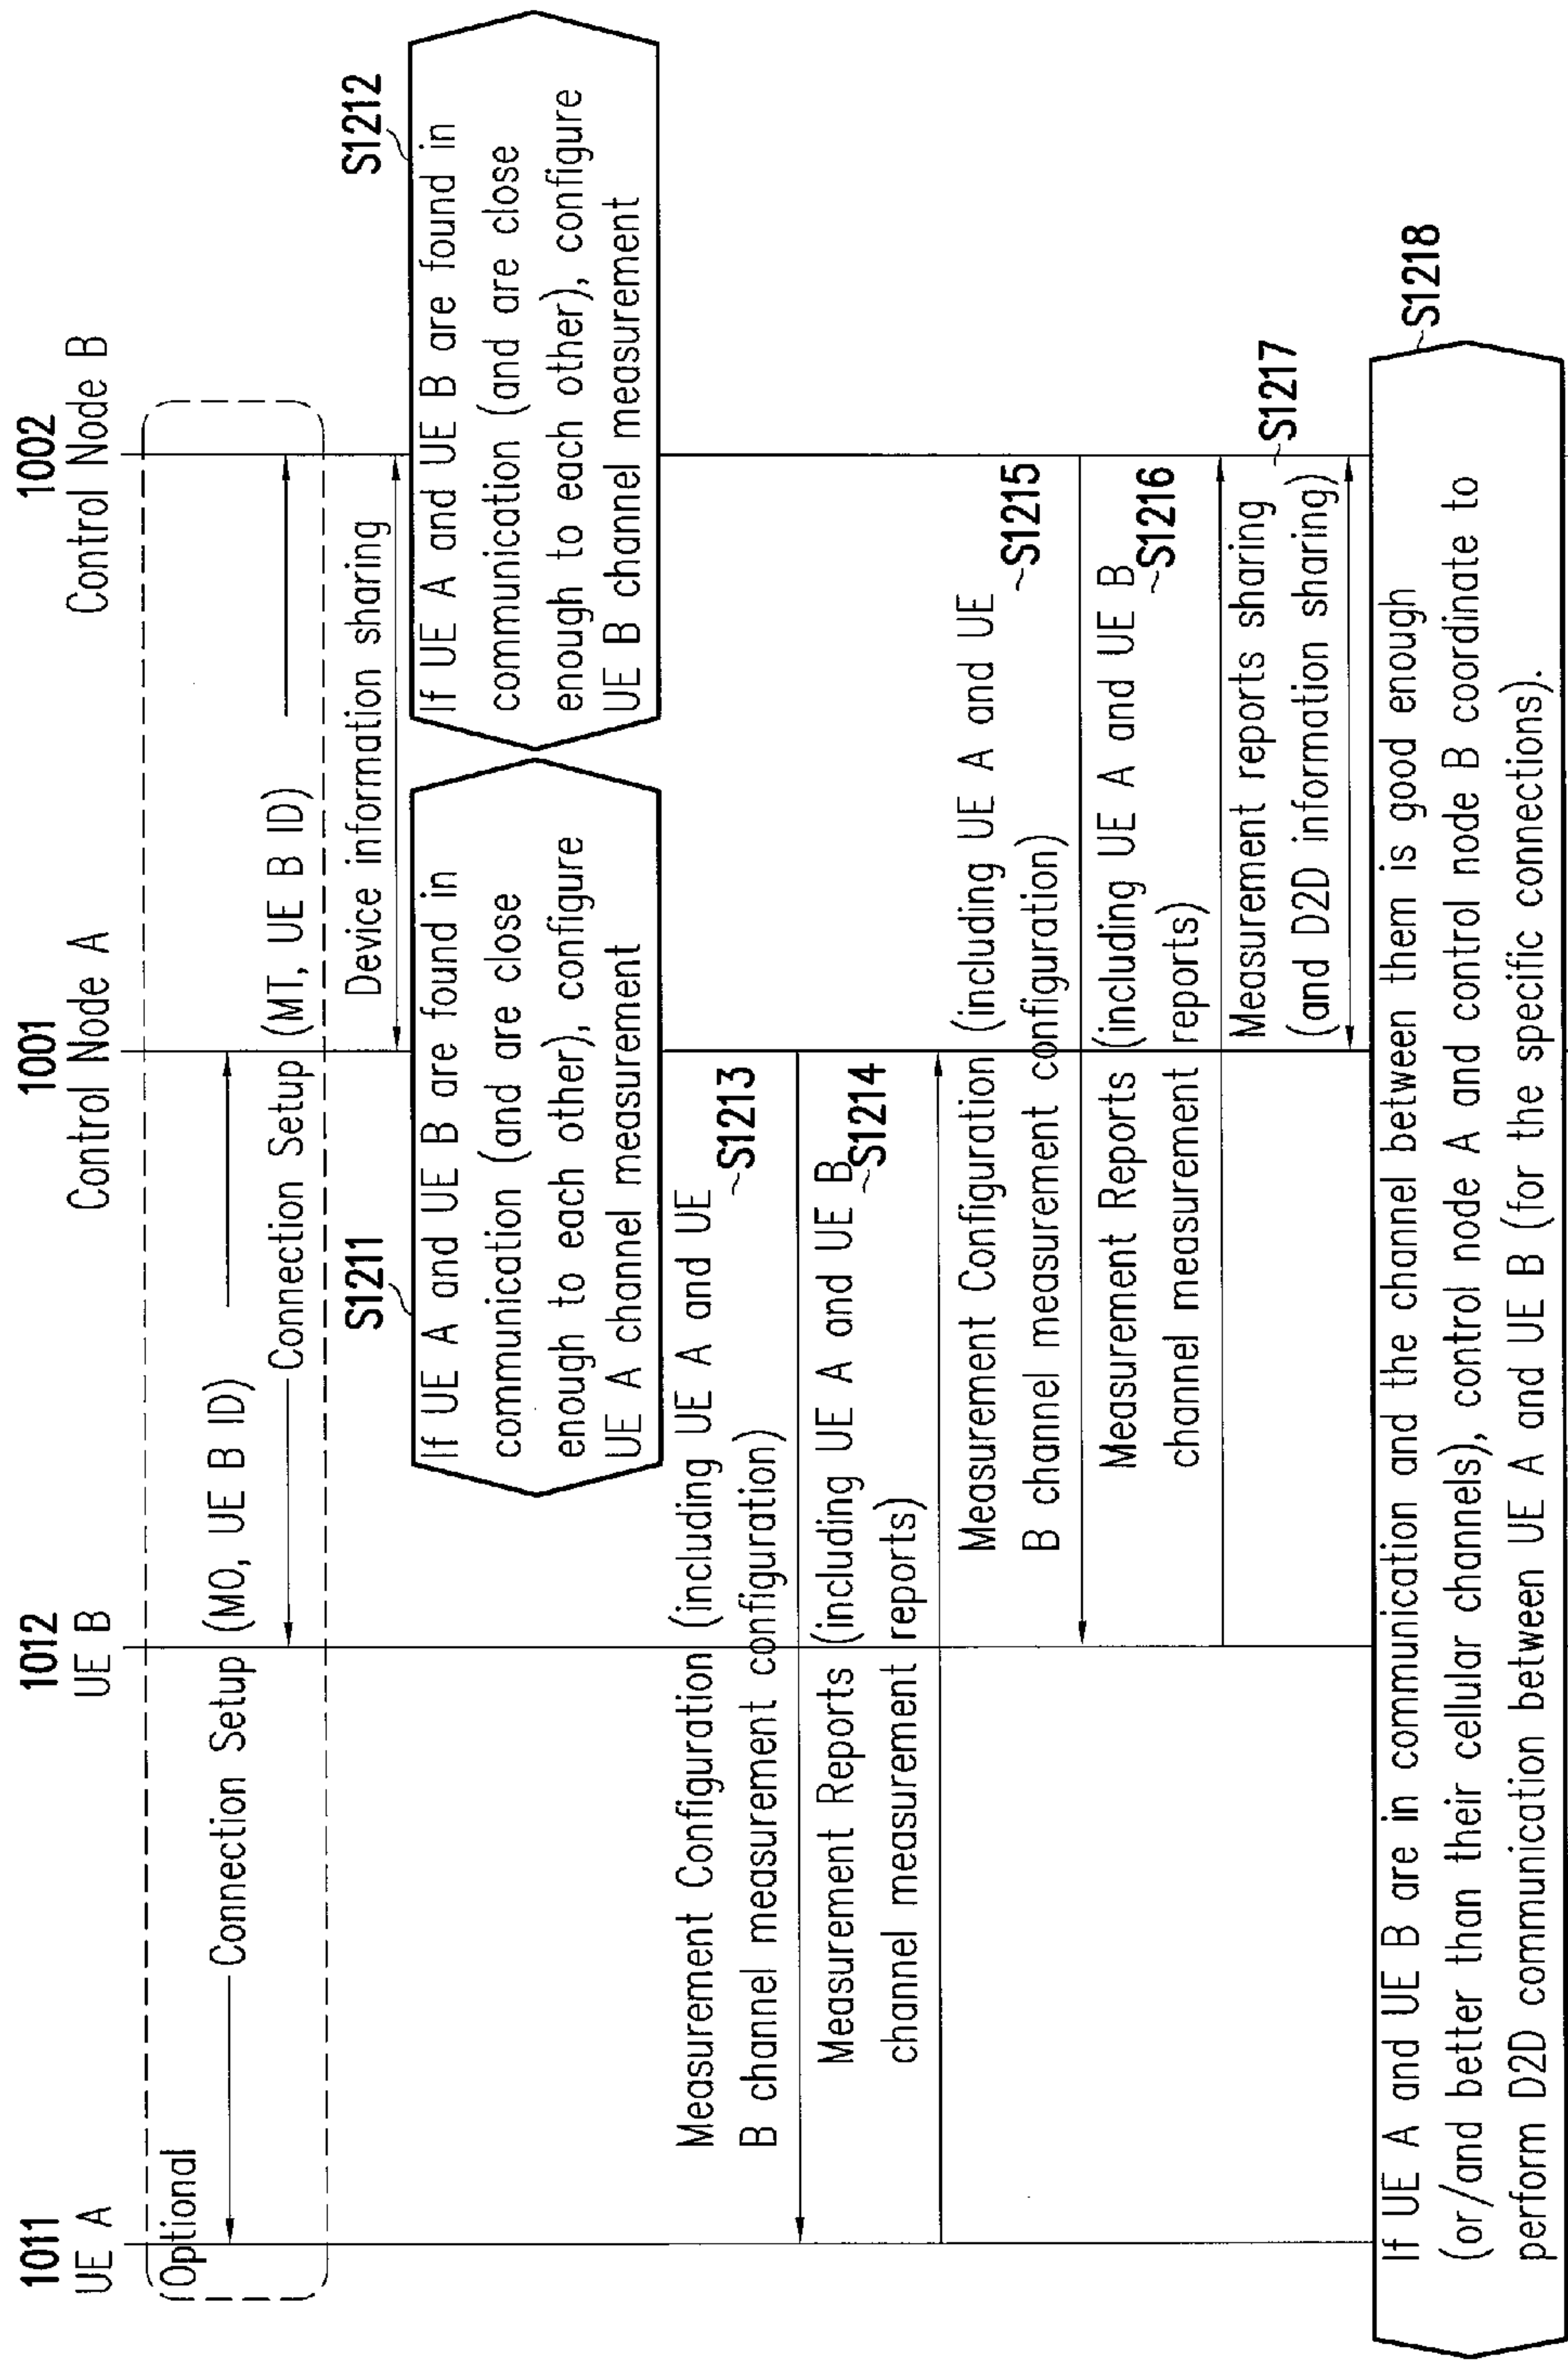 1011
UE A
1012
UE B
1001
Control Node A
1002
Control Node B
Optional
Connection Setup (MO, UE B ID)
Connection Setup (MT, UE B ID)
Device information sharing
S1211
If UE A and UE B are found in
communication (and are close
enough to each other), configure
UE A channel measurement
S1212
If UE A and UE B are found in
communication (and are close
enough to each other), configure
UE B channel measurement
Measurement Configuration (including UE A and UE
B channel measurement configuration)
S1213
Measurement Reports (including UE A and UE B
channel measurement reports)
S1214
Measurement Configuration (including UE A and UE
B channel measurement configuration)
S1215
Measurement Reports (including UE A and UE B
channel measurement reports)
S1216
Measurement reports sharing
(and D2D information sharing)
S1217
If UE A and UE B are in communication and the channel between them is good enough
(or/and better than their cellular channels), control node A and control node B coordinate to
perform D2D communication between UE A and UE B (for the specific connections).
S1218